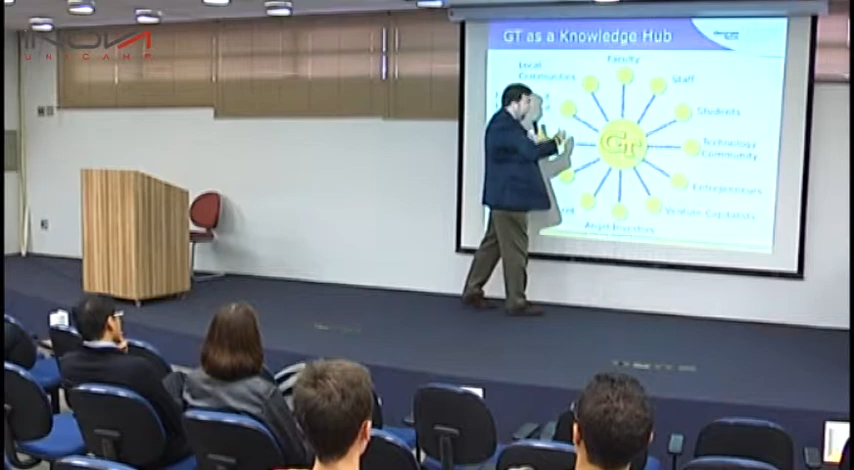 INOVA
UNICAMP
GT as a Knowledge Hub
Faculty
Local
Communities
Staff
Students
GT
Technology
Community
Entrepreneurs
Venture Capitalists
Angel Investors